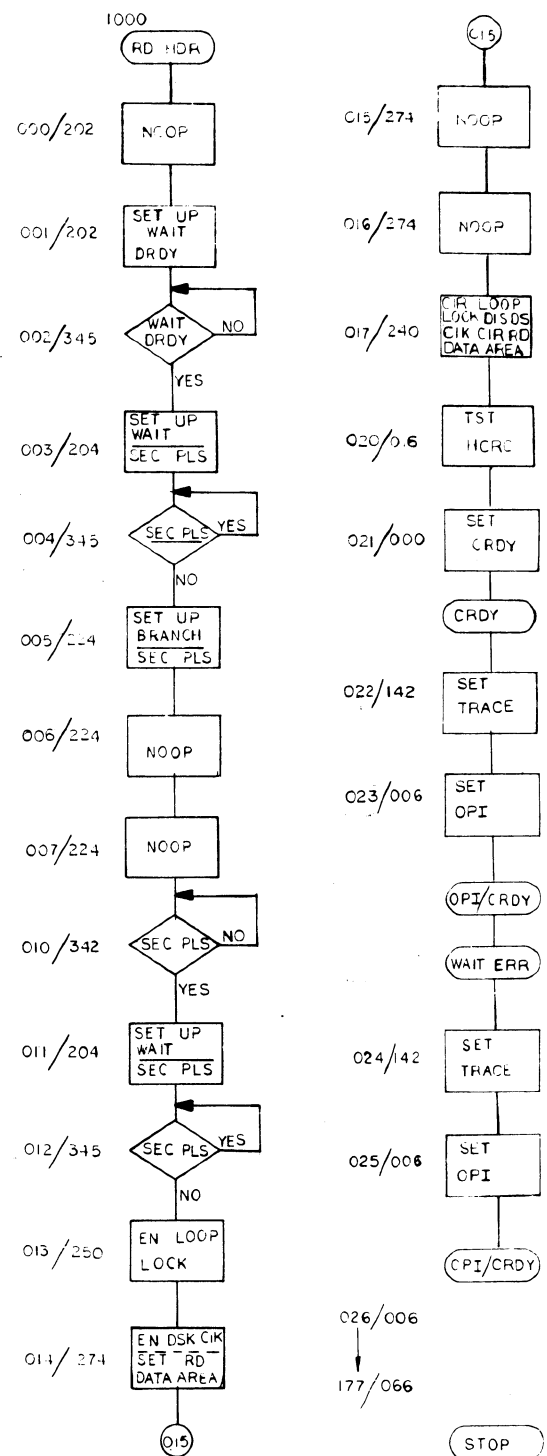 1000
RD HDR
000/202
NOOP
001/202
SET UP
WAIT
DRDY
002/345
WAIT
DRDY
NO
YES
003/204
SET UP
WAIT
SEC PLS
004/345
SEC PLS
YES
NO
005/224
SET UP
BRANCH
SEC PLS
006/224
NOOP
007/224
NOOP
010/342
SEC PLS
NO
YES
011/204
SET UP
WAIT
SEC PLS
012/345
SEC PLS
YES
NO
013/250
EN LOOP
LOCK
014/274
EN DSK CLK
SET RD
DATA AREA
015
015
015/274
NOOP
016/274
NOOP
017/240
CLR LOOP
LOCK DIS DS
CLK CLR RD
DATA AREA
020/016
TST
HCRC
021/000
SET
CRDY
CRDY
022/142
SET
TRACE
023/006
SET
OPI
OPI/CRDY
WAIT ERR
024/142
SET
TRACE
025/006
SET
OPI
OPI/CRDY
026/006
177/066
STOP